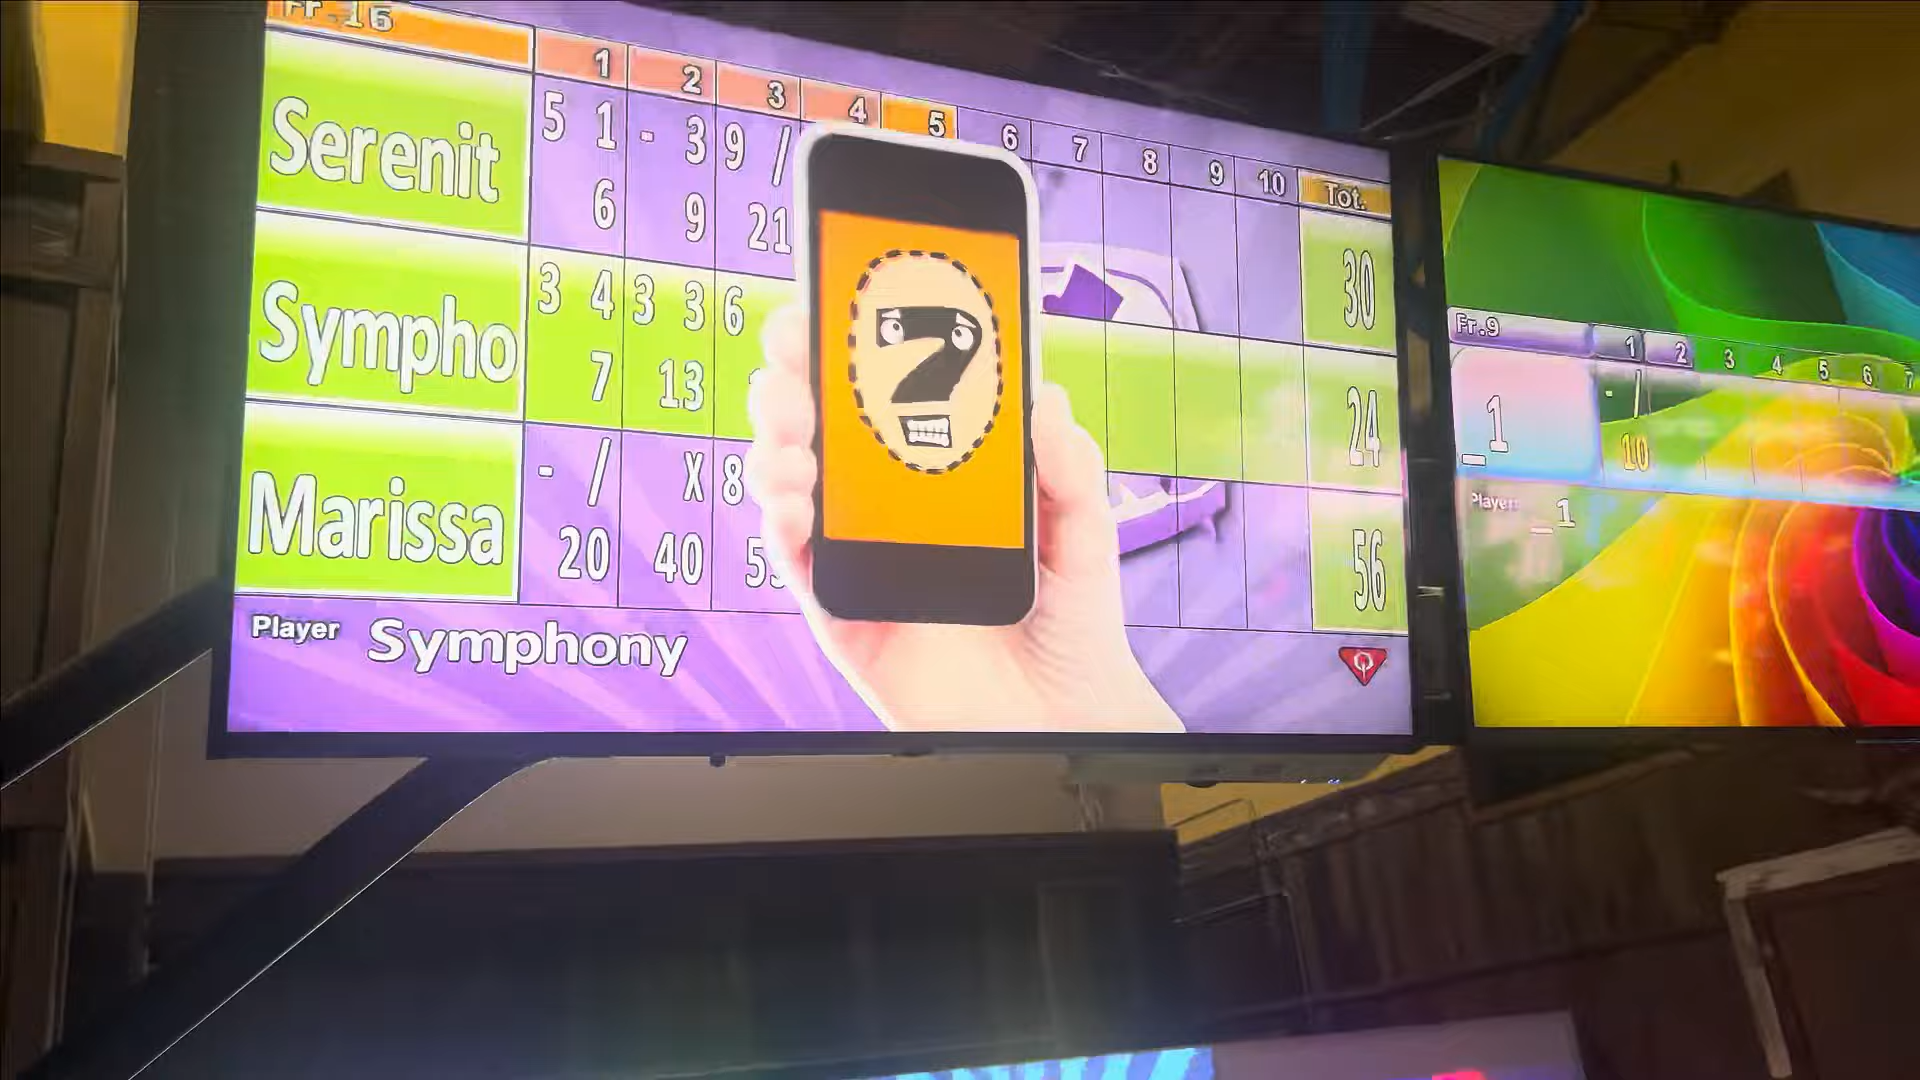 Fr.16 1 2 3 4 5 6 7 8 9 10 Tot.
Serenit 5 1 - 3 9 /
6 9 21 30
Sympho 3 4 3 3 6
7 13 24
Marissa - / X 8
20 40 56
Player Symphony
Fr.9 1 2 3 4 5 6 7
_1 - /
10
Player _1
?